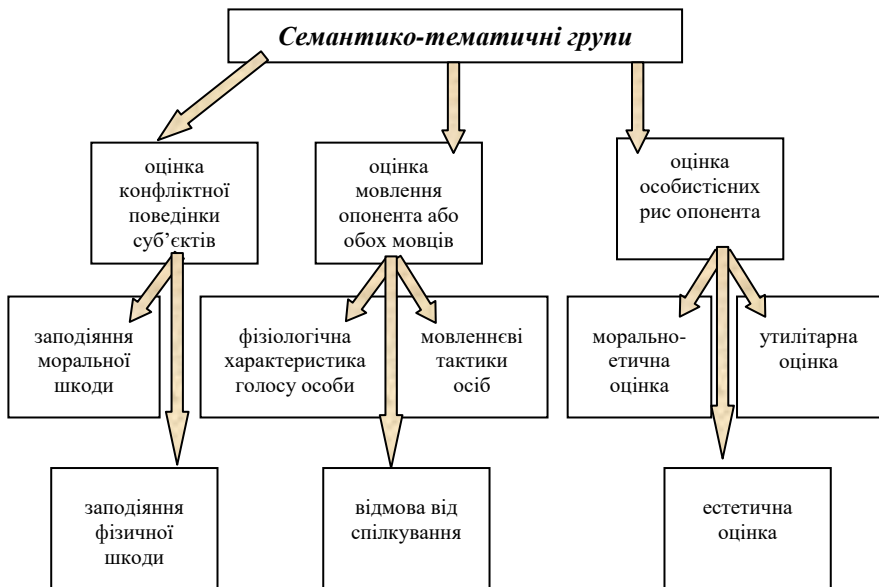 Семантико-тематичні групи
оцінка
конфліктної
поведінки
суб’єктів
оцінка
мовлення
опонента або
обох мовців
оцінка
особистісних
рис опонента
заподіяння
моральної
шкоди
фізіологічна
характеристика
голосу особи
мовленнєві
тактики
осіб
морально-
етична
оцінка
утилітарна
оцінка
заподіяння
фізичної
шкоди
відмова від
спілкування
естетична
оцінка